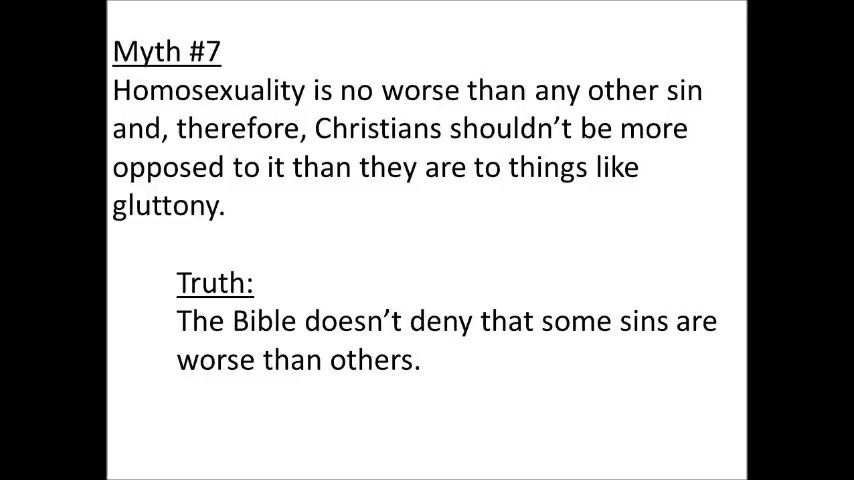 Myth #7
Homosexuality is no worse than any other sin
and, therefore, Christians shouldn’t be more
opposed to it than they are to things like
gluttony.
Truth:
The Bible doesn’t deny that some sins are
worse than others.